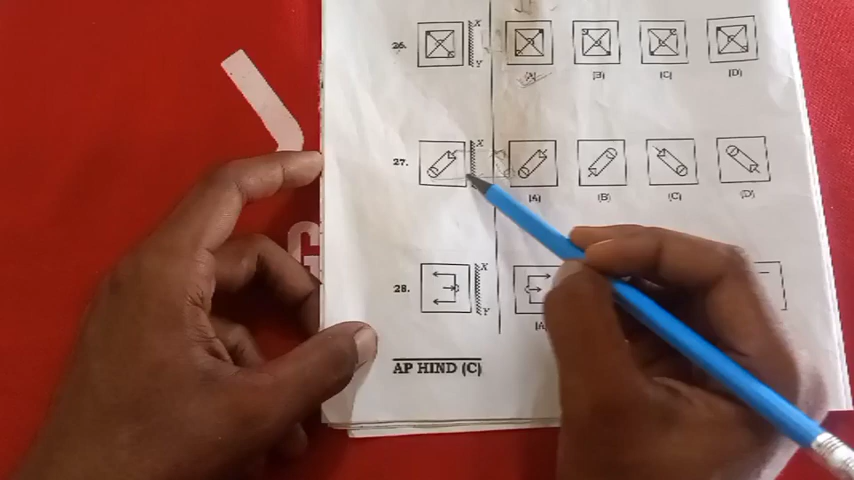 26. X Y (A) (B) (C) (D)
27. X (A) (B) (C) (D)
28. X Y (A
AP HIND (C)
G